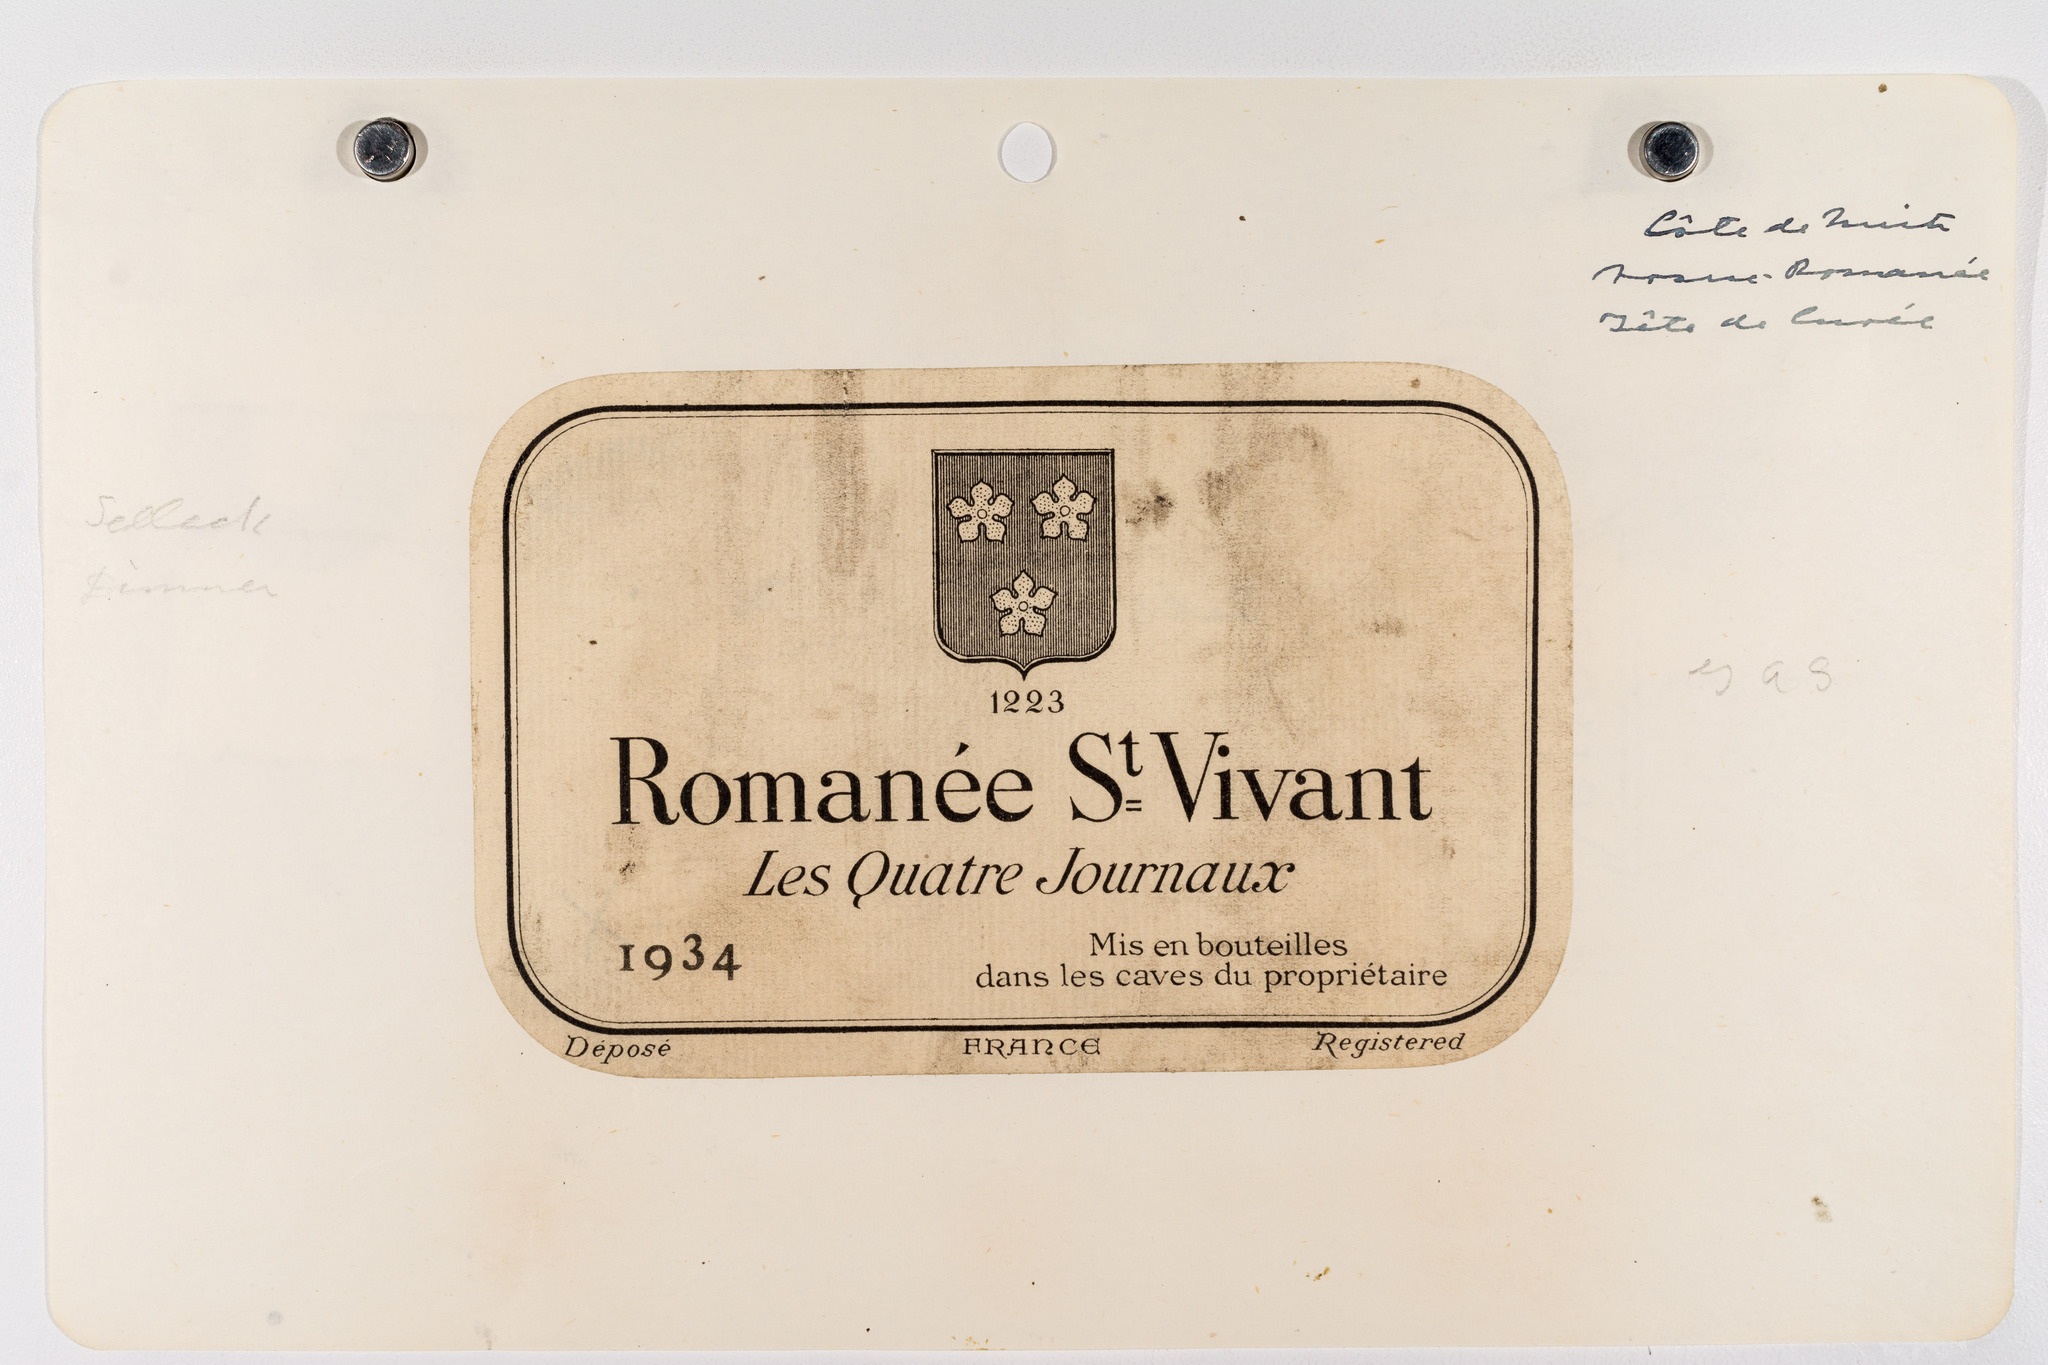 Côte de Nuits
Vosne-Romanée
Tête de Cuvée
Selleck
Dinner
1223
Romanée St Vivant
Les Quatre Journaux
1934
Mis en bouteilles
dans les caves du propriétaire
Déposé
FRANCE
Registered